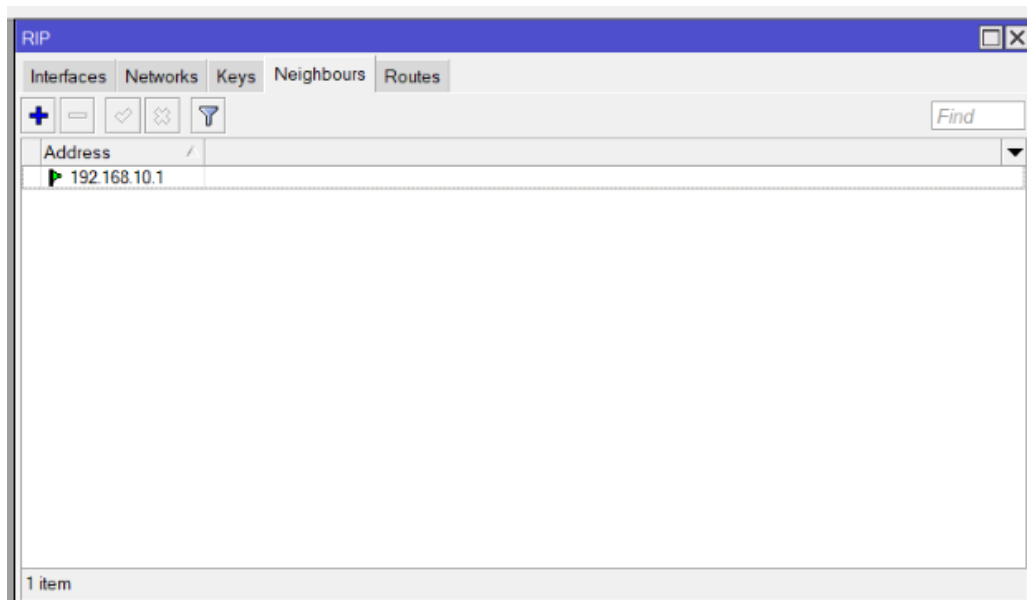 RIP
Interfaces Networks Keys Neighbours Routes
Find
Address
192.168.10.1
1 item